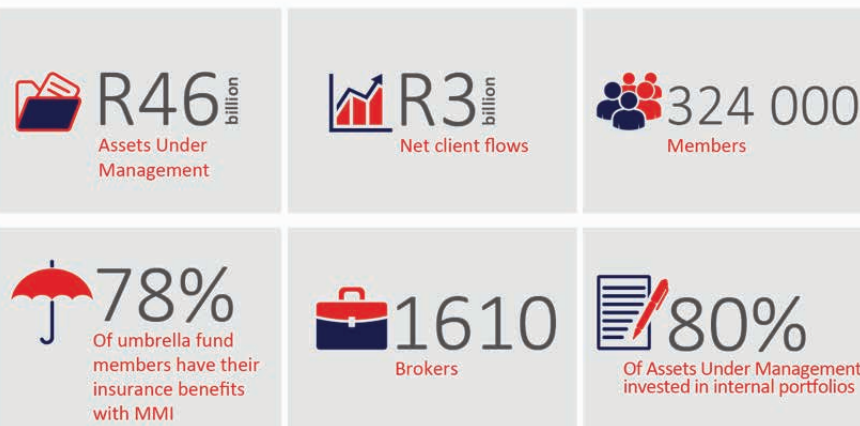 R46 billion
Assets Under
Management
R3 billion
Net client flows
324 000
Members
78%
Of umbrella fund
members have their
insurance benefits
with MMI
1610
Brokers
80%
Of Assets Under Management
invested in internal portfolios